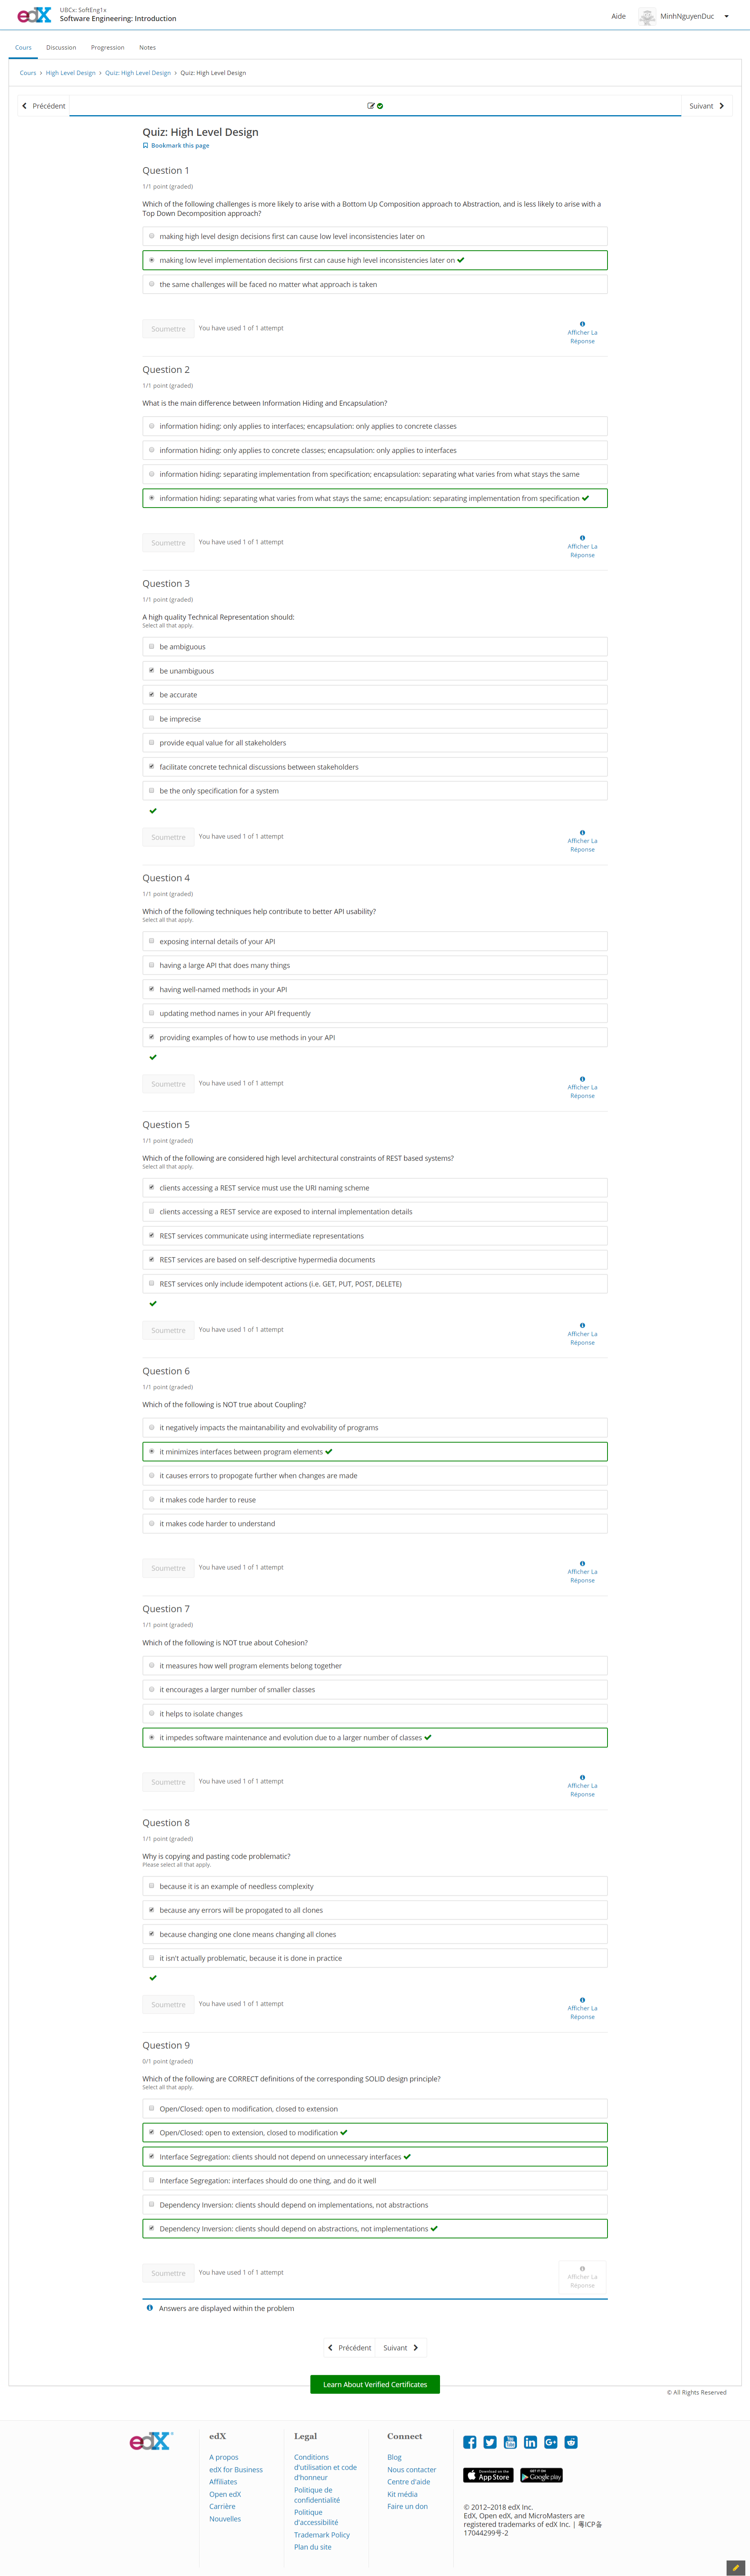 edX
UBCx: SoftEng1x
Software Engineering: Introduction
Aide
MinhNguyenDuc
Cours
Discussion
Progression
Notes
Cours › High Level Design › Quiz: High Level Design › Quiz: High Level Design
Précédent
Suivant
Quiz: High Level Design
Bookmark this page
Question 1
1/1 point (graded)
Which of the following challenges is more likely to arise with a Bottom Up Composition approach to Abstraction, and is less likely to arise with a
Top Down Decomposition approach?
making high level design decisions first can cause low level inconsistencies later on
making low level implementation decisions first can cause high level inconsistencies later on
the same challenges will be faced no matter what approach is taken
Soumettre
You have used 1 of 1 attempt
Afficher La
Réponse
Question 2
1/1 point (graded)
What is the main difference between Information Hiding and Encapsulation?
information hiding: only applies to interfaces; encapsulation: only applies to concrete classes
information hiding: only applies to concrete classes; encapsulation: only applies to interfaces
information hiding: separating implementation from specification; encapsulation: separating what varies from what stays the same
information hiding: separating what varies from what stays the same; encapsulation: separating implementation from specification
Soumettre
You have used 1 of 1 attempt
Afficher La
Réponse
Question 3
1/1 point (graded)
A high quality Technical Representation should:
Select all that apply.
be ambiguous
be unambiguous
be accurate
be imprecise
provide equal value for all stakeholders
facilitate concrete technical discussions between stakeholders
be the only specification for a system
Soumettre
You have used 1 of 1 attempt
Afficher La
Réponse
Question 4
1/1 point (graded)
Which of the following techniques help contribute to better API usability?
Select all that apply.
exposing internal details of your API
having a large API that does many things
having well-named methods in your API
updating method names in your API frequently
providing examples of how to use methods in your API
Soumettre
You have used 1 of 1 attempt
Afficher La
Réponse
Question 5
1/1 point (graded)
Which of the following are considered high level architectural constraints of REST based systems?
Select all that apply.
clients accessing a REST service must use the URI naming scheme
clients accessing a REST service are exposed to internal implementation details
REST services communicate using intermediate representations
REST services are based on self-descriptive hypermedia documents
REST services only include idempotent actions (i.e. GET, PUT, POST, DELETE)
Soumettre
You have used 1 of 1 attempt
Afficher La
Réponse
Question 6
1/1 point (graded)
Which of the following is NOT true about Coupling?
it negatively impacts the maintanability and evolvability of programs
it minimizes interfaces between program elements
it causes errors to propogate further when changes are made
it makes code harder to reuse
it makes code harder to understand
Soumettre
You have used 1 of 1 attempt
Afficher La
Réponse
Question 7
1/1 point (graded)
Which of the following is NOT true about Cohesion?
it measures how well program elements belong together
it encourages a larger number of smaller classes
it helps to isolate changes
it impedes software maintenance and evolution due to a larger number of classes
Soumettre
You have used 1 of 1 attempt
Afficher La
Réponse
Question 8
1/1 point (graded)
Why is copying and pasting code problematic?
Please select all that apply.
because it is an example of needless complexity
because any errors will be propogated to all clones
because changing one clone means changing all clones
it isn't actually problematic, because it is done in practice
Soumettre
You have used 1 of 1 attempt
Afficher La
Réponse
Question 9
0/1 point (graded)
Which of the following are CORRECT definitions of the corresponding SOLID design principle?
Select all that apply.
Open/Closed: open to modification, closed to extension
Open/Closed: open to extension, closed to modification
Interface Segregation: clients should not depend on unnecessary interfaces
Interface Segregation: interfaces should do one thing, and do it well
Dependency Inversion: clients should depend on implementations, not abstractions
Dependency Inversion: clients should depend on abstractions, not implementations
Soumettre
You have used 1 of 1 attempt
Afficher La
Réponse
Answers are displayed within the problem
Précédent
Suivant
Learn About Verified Certificates
© All Rights Reserved
edX
edX
A propos
edX for Business
Affiliates
Open edX
Carrière
Nouvelles
Legal
Conditions
d'utilisation et code
d'honneur
Politique de
confidentialité
Politique
d'accessibilité
Trademark Policy
Plan du site
Connect
Blog
Nous contacter
Centre d'aide
Kit média
Faire un don
Download on the
App Store
GET IT ON
Google play
© 2012–2018 edX Inc.
EdX, Open edX, and MicroMasters are
registered trademarks of edX Inc. | 粤ICP备
17044299号-2